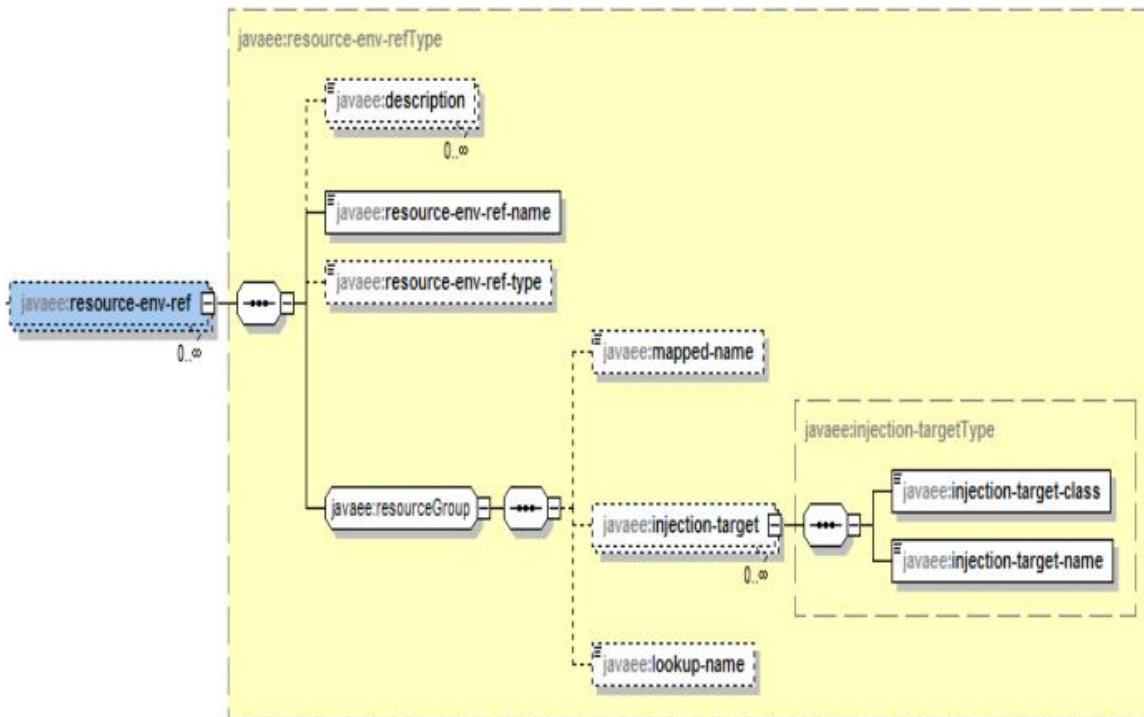 javaee:resource-env-refType
javaee:description
0..∞
javaee:resource-env-ref-name
javaee:resource-env-ref-type
javaee:resource-env-ref
0..∞
javaee:mapped-name
javaee:injection-targetType
javaee:injection-target-class
javaee:resourceGroup
javaee:injection-target
0..∞
javaee:injection-target-name
javaee:lookup-name